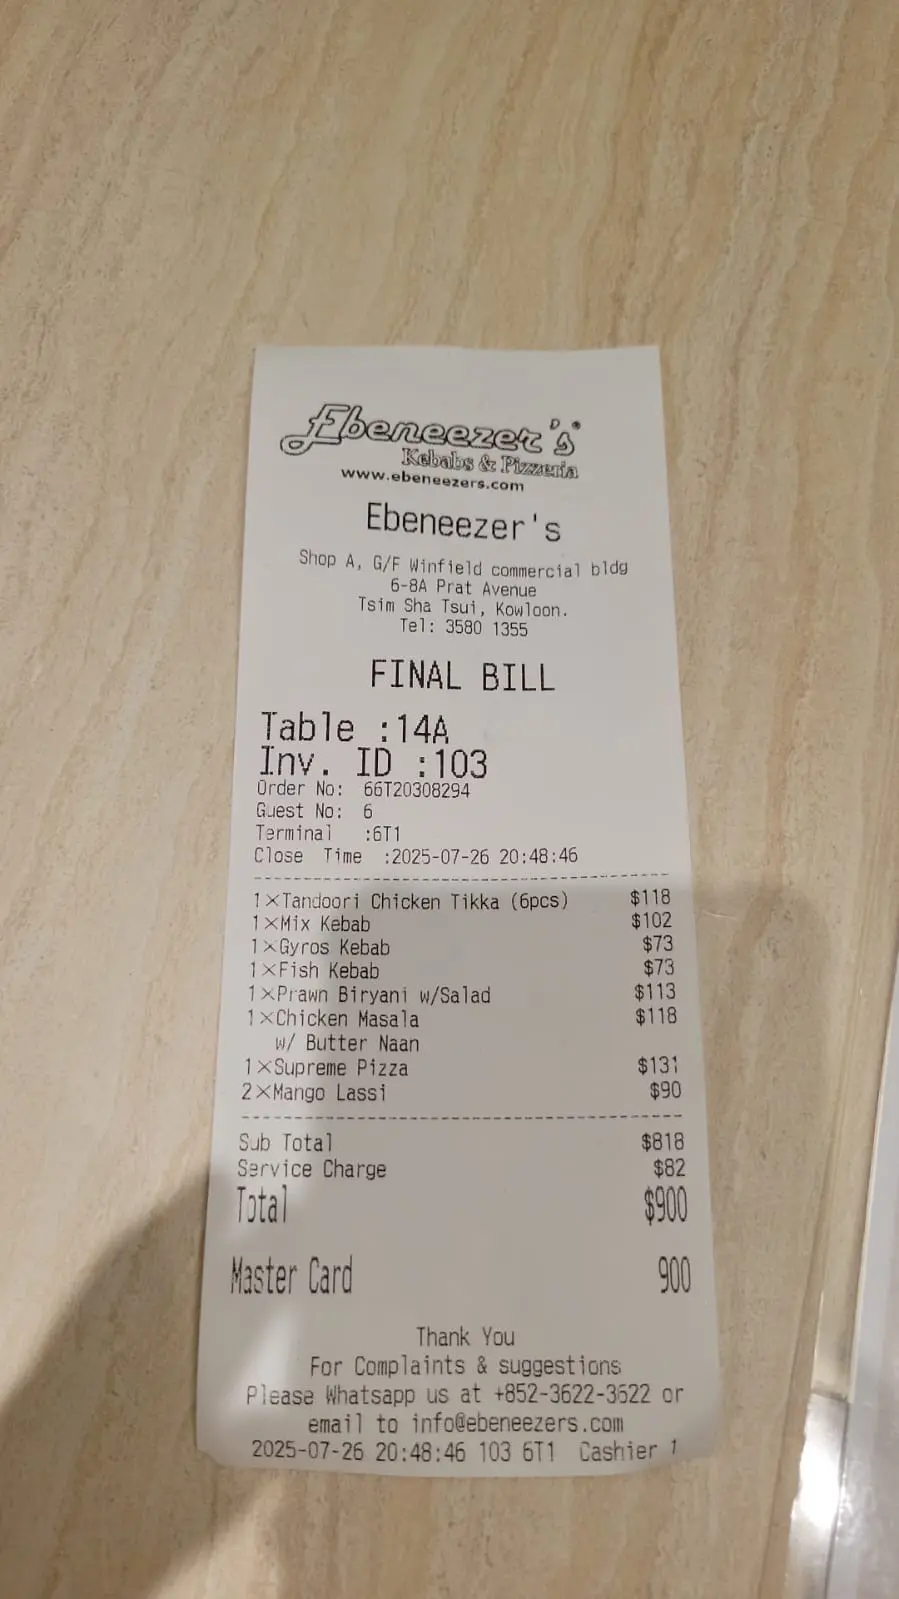 Ebeneezer's®
Kebabs & Pizzeria
www.ebeneezers.com
Ebeneezer's
Shop A, G/F Winfield commercial bldg
6-8A Prat Avenue
Tsim Sha Tsui, Kowloon.
Tel: 3580 1355
FINAL BILL
Table :14A
Inv. ID :103
Order No: 66T20308294
Guest No: 6
Terminal :6T1
Close Time :2025-07-26 20:48:46
1×Tandoori Chicken Tikka (6pcs) $118
1×Mix Kebab $102
1×Gyros Kebab $73
1×Fish Kebab $73
1×Prawn Biryani w/Salad $113
1×Chicken Masala $118
w/ Butter Naan
1×Supreme Pizza $131
2×Mango Lassi $90
Sub Total $818
Service Charge $82
Total $900
Master Card 900
Thank You
For Complaints & suggestions
Please Whatsapp us at +852-3622-3622 or
email to info@ebeneezers.com
2025-07-26 20:48:46 103 6T1 Cashier 1